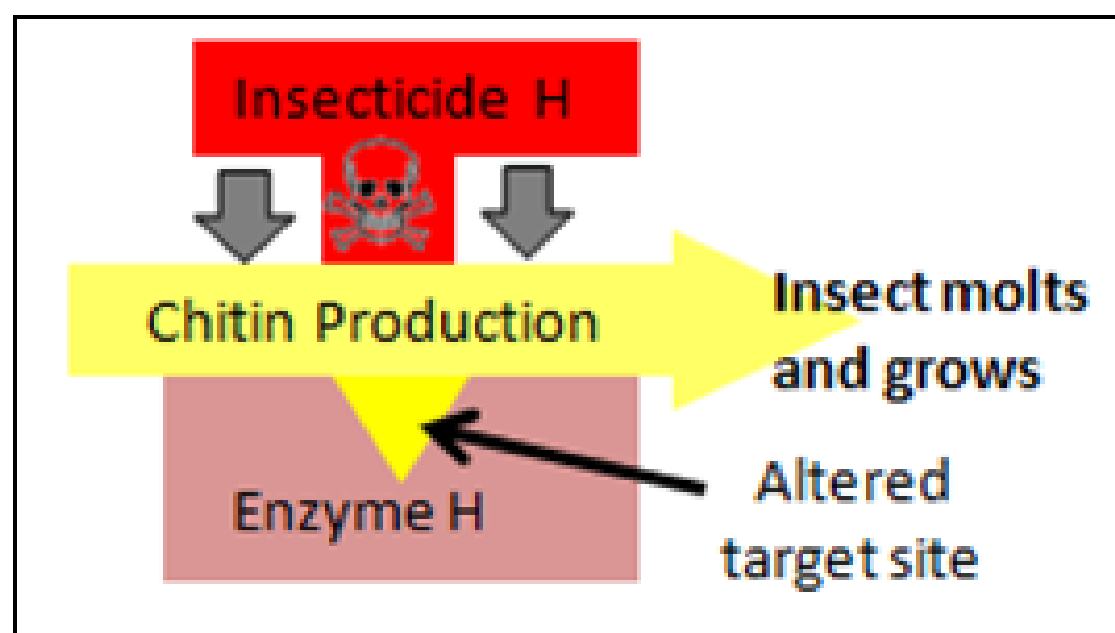 Insecticide H
Chitin Production
Insect molts
and grows
Enzyme H
Altered
target site